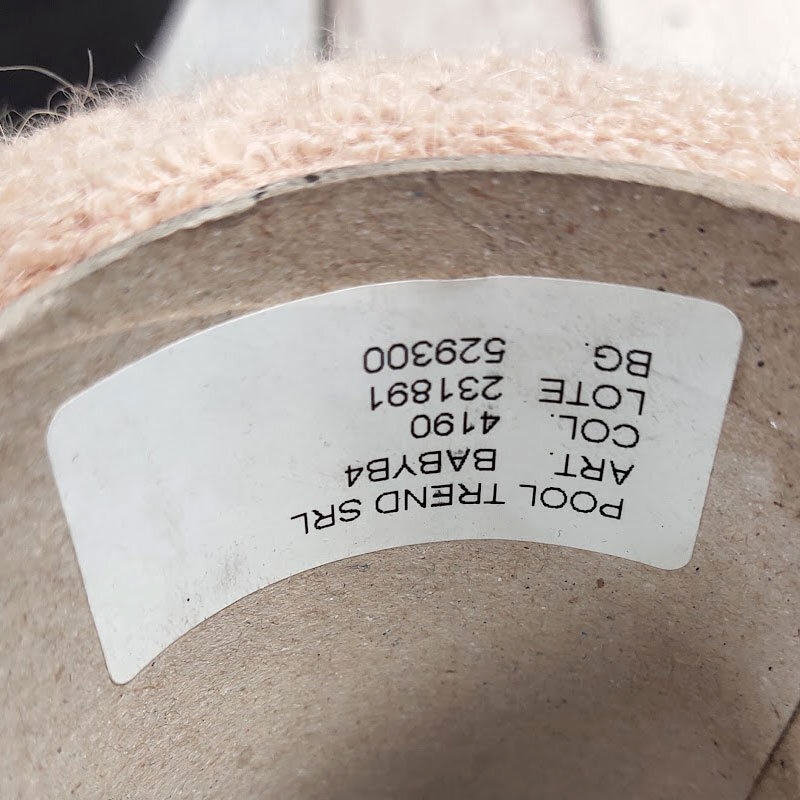 POOL TREND SRL
ART. BABYB4
COL. 4190
LOTE 231891
BG. 529300